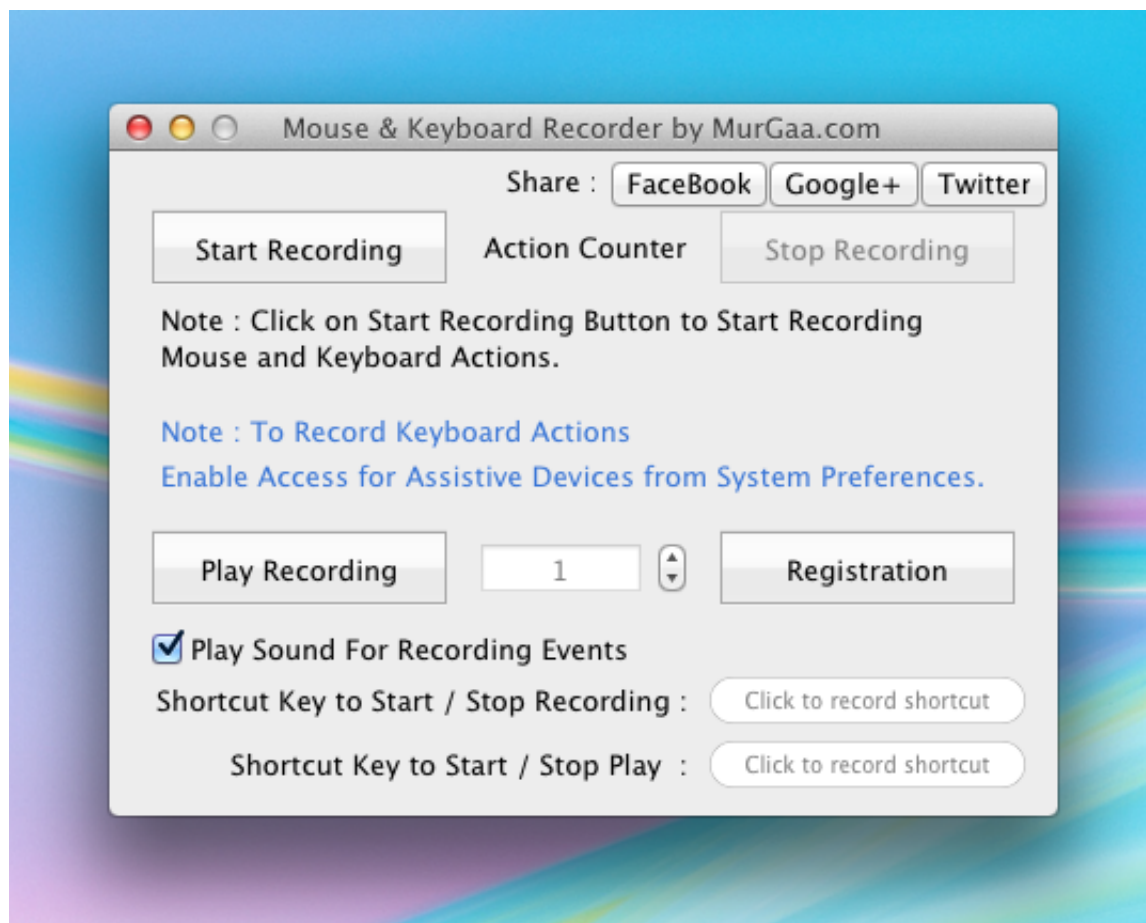 Mouse & Keyboard Recorder by MurGaa.com
Share : FaceBook Google+ Twitter
Start Recording Action Counter Stop Recording
Note : Click on Start Recording Button to Start Recording
Mouse and Keyboard Actions.
Note : To Record Keyboard Actions
Enable Access for Assistive Devices from System Preferences.
Play Recording 1 Registration
Play Sound For Recording Events
Shortcut Key to Start / Stop Recording : Click to record shortcut
Shortcut Key to Start / Stop Play : Click to record shortcut